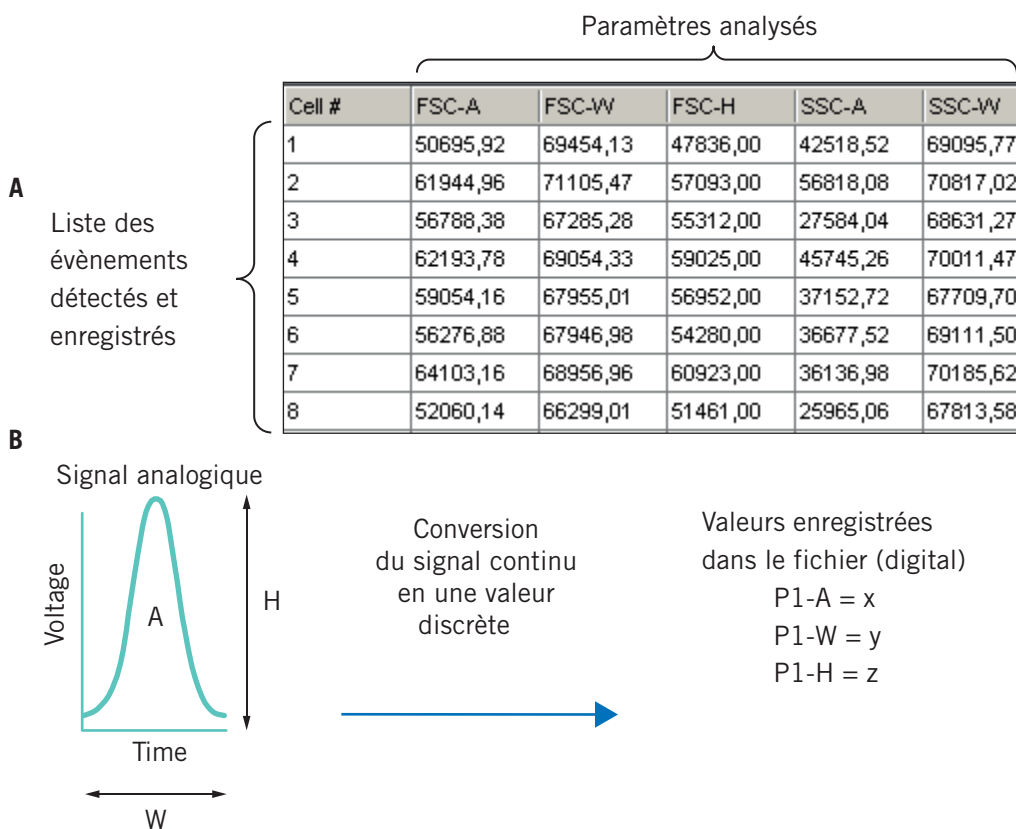 Paramètres analysés
Cell # FSC-A FSC-W FSC-H SSC-A SSC-W
1 50695,92 69454,13 47836,00 42518,52 69095,77
2 61944,96 71105,47 57093,00 56818,08 70817,02
3 56788,38 67285,28 55312,00 27584,04 68631,27
4 62193,78 69054,33 59025,00 45745,26 70011,47
5 59054,16 67955,01 56952,00 37152,72 67709,70
6 56276,88 67946,98 54280,00 36677,52 69111,50
7 64103,16 68956,96 60923,00 36136,98 70185,62
8 52060,14 66299,01 51461,00 25965,06 67813,58
A
Liste des
évènements
détectés et
enregistrés
B
Signal analogique
Voltage
A
H
Time
W
Conversion
du signal continu
en une valeur
discrète
Valeurs enregistrées
dans le fichier (digital)
P1-A = x
P1-W = y
P1-H = z